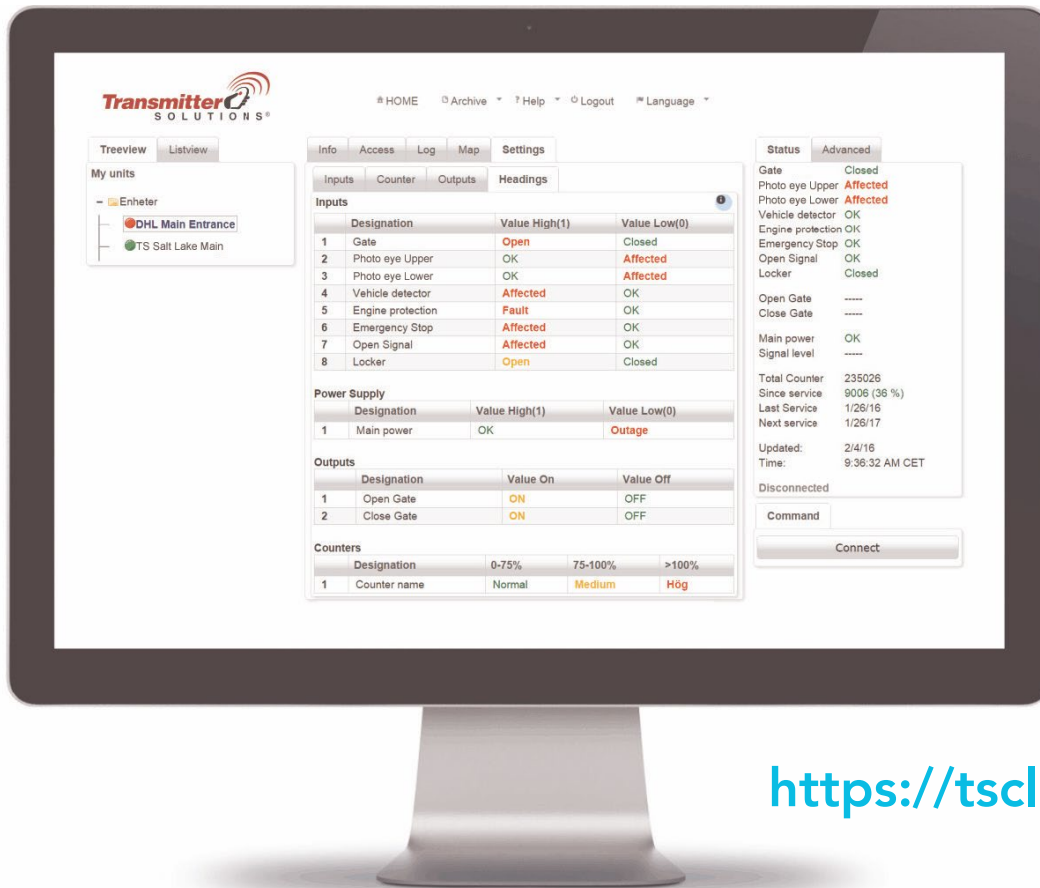 Transmitter
SOLUTIONS®
HOME Archive ? Help Logout Language
Treeview Listview
My units
Enheter
DHL Main Entrance
TS Salt Lake Main
Info Access Log Map Settings
Inputs Counter Outputs Headings
Inputs
Designation Value High(1) Value Low(0)
1 Gate Open Closed
2 Photo eye Upper OK Affected
3 Photo eye Lower OK Affected
4 Vehicle detector Affected OK
5 Engine protection Fault OK
6 Emergency Stop Affected OK
7 Open Signal Affected OK
8 Locker Open Closed
Power Supply
Designation Value High(1) Value Low(0)
1 Main power OK Outage
Outputs
Designation Value On Value Off
1 Open Gate ON OFF
2 Close Gate ON OFF
Counters
Designation 0-75% 75-100% >100%
1 Counter name Normal Medium Hög
Status Advanced
Gate Closed
Photo eye Upper Affected
Photo eye Lower Affected
Vehicle detector OK
Engine protection OK
Emergency Stop OK
Open Signal OK
Locker Closed
Open Gate -----
Close Gate -----
Main power OK
Signal level -----
Total Counter 235026
Since service 9006 (36 %)
Last Service 1/26/16
Next service 1/26/17
Updated: 2/4/16
Time: 9:36:32 AM CET
Disconnected
Command
Connect
https://tscl